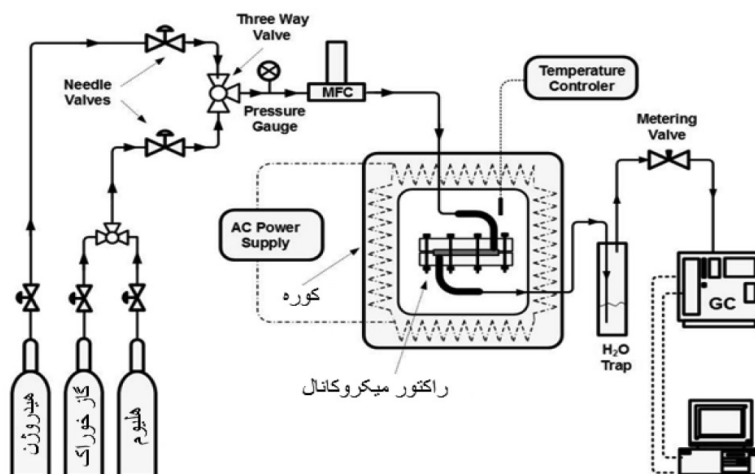 Three Way
Valve
Needle
Valves
Pressure
Gauge
MFC
Temperature
Controler
Metering
Valve
AC Power
Supply
کوره
GC
H₂O
Trap
راکتور میکروکانال
هیدروژن
گاز خوراک
هلیوم